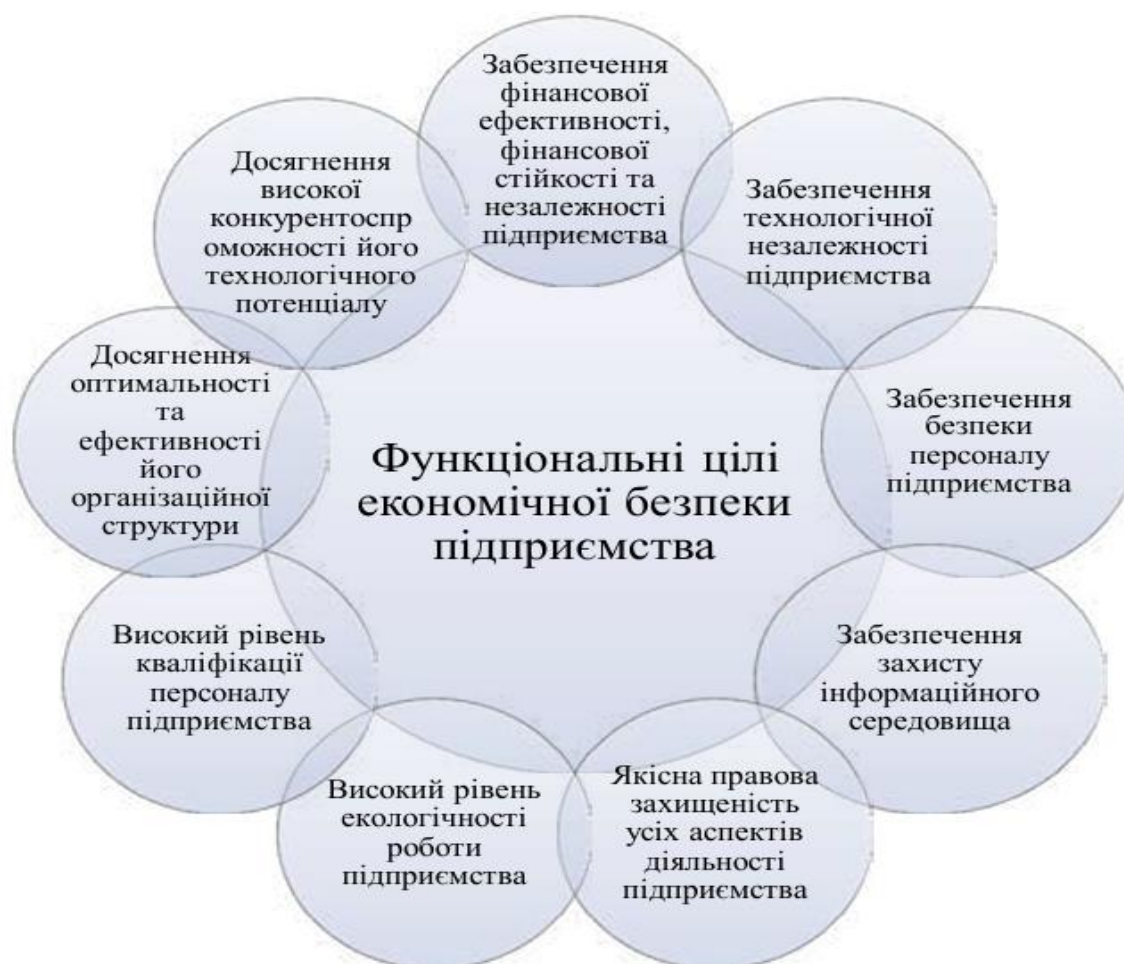 Забезпечення
фінансової
ефективності,
фінансової
стійкості та
незалежності
підприємства
Забезпечення
технологічної
незалежності
підприємства
Забезпечення
безпеки
персоналу
підприємства
Забезпечення
захисту
інформаційного
середовища
Якісна правова
захищеність
усіх аспектів
діяльності
підприємства
Високий рівень
екологічності
роботи
підприємства
Високий рівень
кваліфікації
персоналу
підприємства
Досягнення
оптимальності
та
ефективності
його
організаційної
структури
Досягнення
високої
конкурентоспр
оможності його
технологічного
потенціалу
Функціональні цілі
економічної безпеки
підприємства